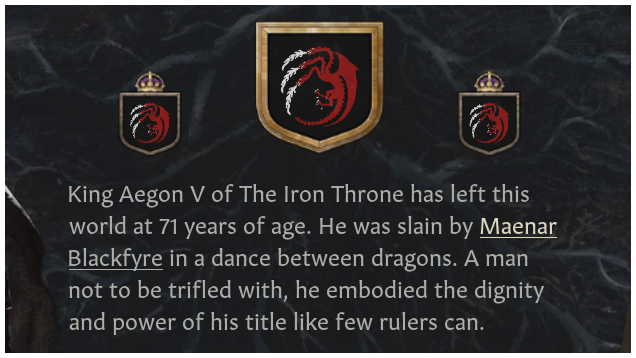 King Aegon V of The Iron Throne has left this
world at 71 years of age. He was slain by Maenar
Blackfyre in a dance between dragons. A man
not to be trifled with, he embodied the dignity
and power of his title like few rulers can.